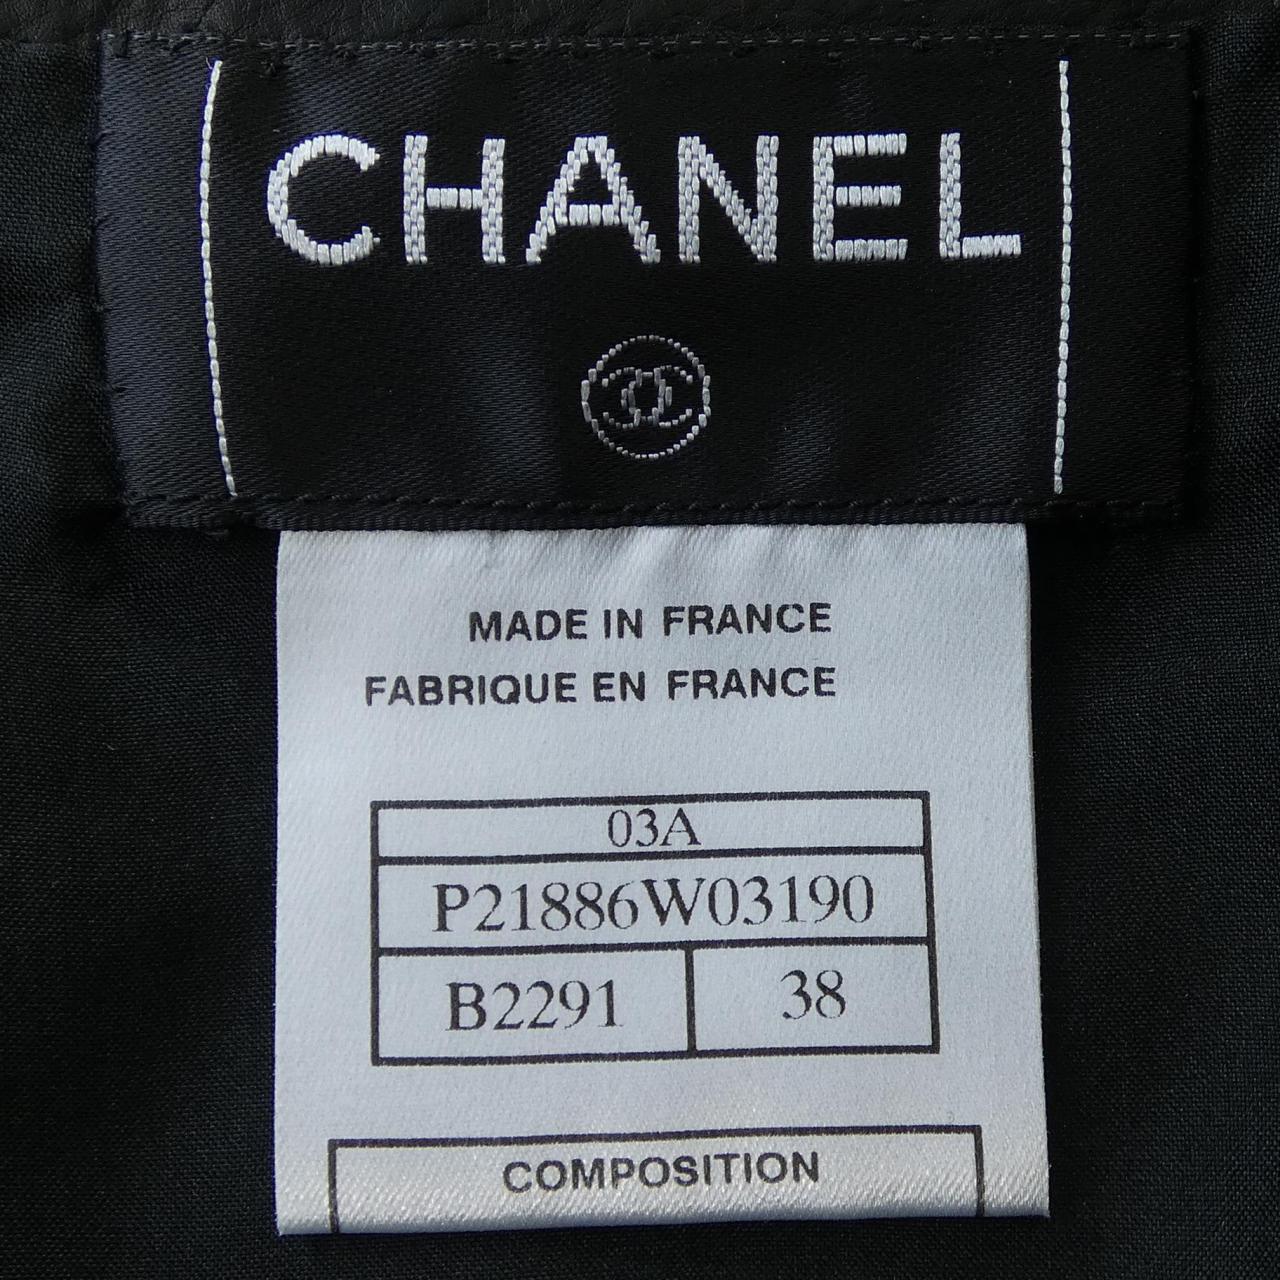 CHANEL
MADE IN FRANCE
FABRIQUE EN FRANCE
03A
P21886W03190
B2291 38
COMPOSITION